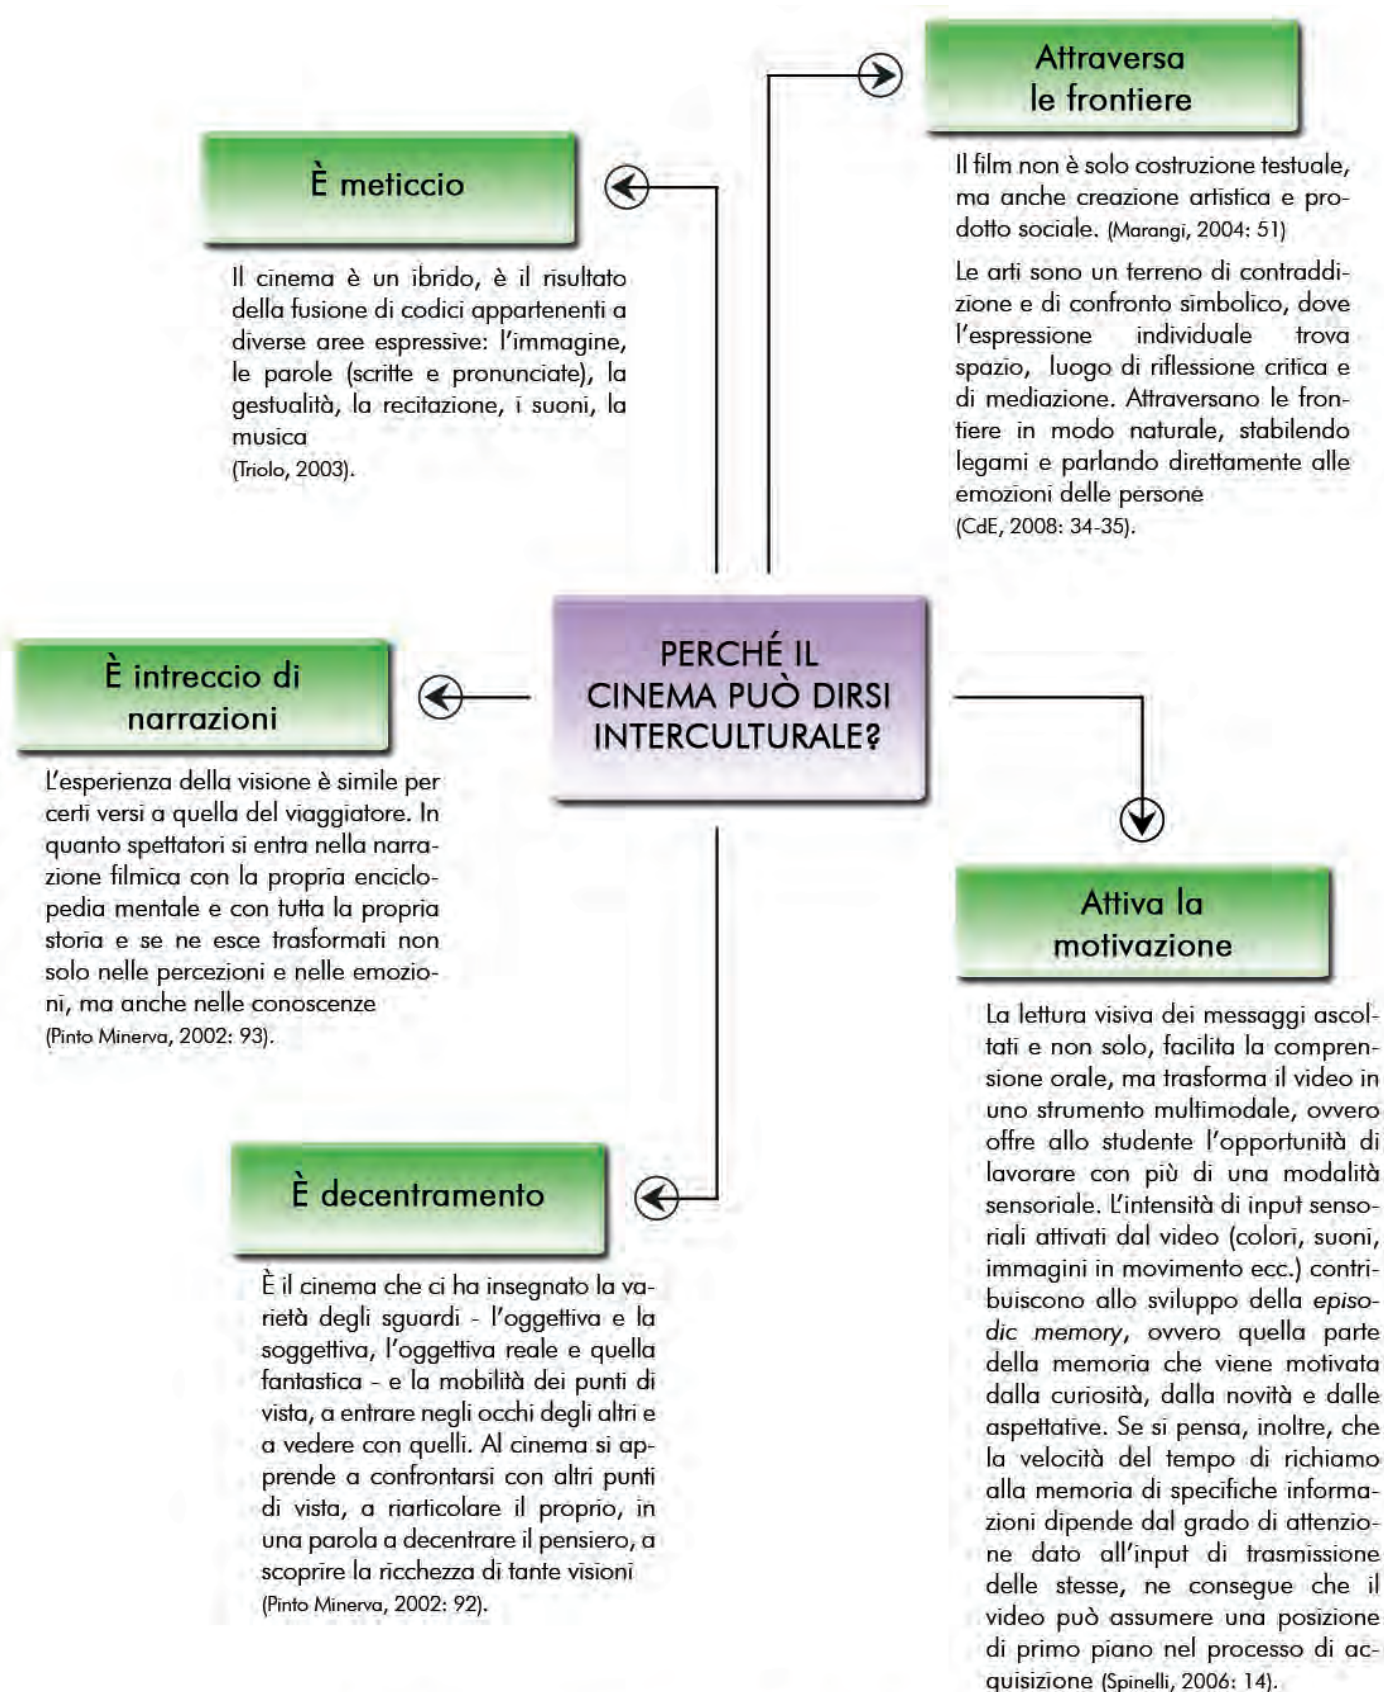 Attraversa
le frontiere
Il film non è solo costruzione testuale,
ma anche creazione artistica e pro-
dotto sociale. (Marangi, 2004: 51)
Le arti sono un terreno di contraddi-
zione e di confronto simbolico, dove
l'espressione individuale trova
spazio, luogo di riflessione critica e
di mediazione. Attraversano le fron-
tiere in modo naturale, stabilendo
legami e parlando direttamente alle
emozioni delle persone
(CdE, 2008: 34-35).
È meticcio
Il cinema è un ibrido, è il risultato
della fusione di codici appartenenti a
diverse aree espressive: l'immagine,
le parole (scritte e pronunciate), la
gestualità, la recitazione, i suoni, la
musica
(Triolo, 2003).
PERCHÉ IL
CINEMA PUÒ DIRSI
INTERCULTURALE?
È intreccio di
narrazioni
L'esperienza della visione è simile per
certi versi a quella del viaggiatore. In
quanto spettatori si entra nella narra-
zione filmica con la propria enciclo-
pedia mentale e con tutta la propria
storia e se ne esce trasformati non
solo nelle percezioni e nelle emozio-
ni, ma anche nelle conoscenze
(Pinto Minerva, 2002: 93).
È decentramento
È il cinema che ci ha insegnato la va-
rietà degli sguardi - l'oggettiva e la
soggettiva, l'oggettiva reale e quella
fantastica - e la mobilità dei punti di
vista, a entrare negli occhi degli altri e
a vedere con quelli. Al cinema si ap-
prende a confrontarsi con altri punti
di vista, a riarticolare il proprio, in
una parola a decentrare il pensiero, a
scoprire la ricchezza di tante visioni
(Pinto Minerva, 2002: 92).
Attiva la
motivazione
La lettura visiva dei messaggi ascol-
tati e non solo, facilita la compren-
sione orale, ma trasforma il video in
uno strumento multimodale, ovvero
offre allo studente l'opportunità di
lavorare con più di una modalità
sensoriale. L'intensità di input senso-
riali attivati dal video (colori, suoni,
immagini in movimento ecc.) contri-
buiscono allo sviluppo della episo-
dic memory, ovvero quella parte
della memoria che viene motivata
dalla curiosità, dalla novità e dalle
aspettative. Se si pensa, inoltre, che
la velocità del tempo di richiamo
alla memoria di specifiche informa-
zioni dipende dal grado di attenzio-
ne dato all'input di trasmissione
delle stesse, ne consegue che il
video può assumere una posizione
di primo piano nel processo di ac-
quisizione (Spinelli, 2006: 14).